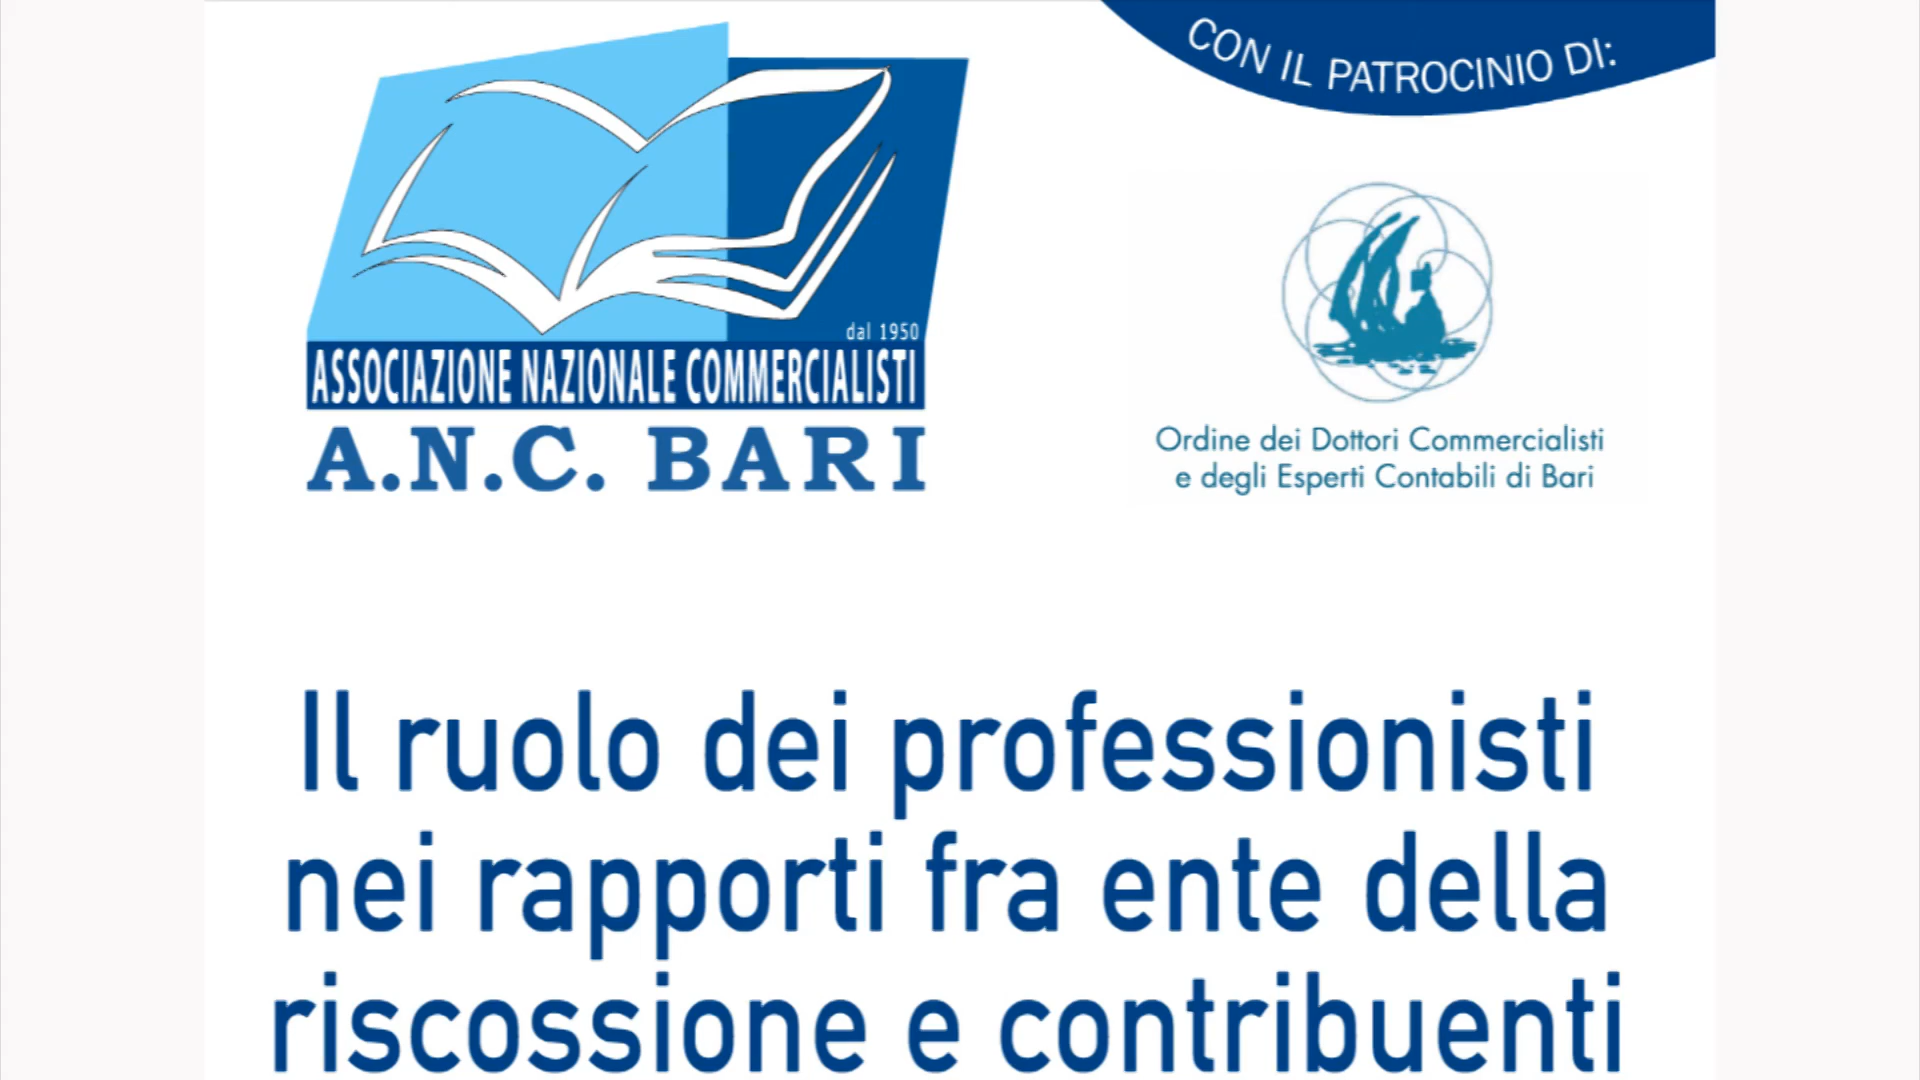 CON IL PATROCINIO DI:
dal 1950
ASSOCIAZIONE NAZIONALE COMMERCIALISTI
A.N.C. BARI
Ordine dei Dottori Commercialisti
e degli Esperti Contabili di Bari
Il ruolo dei professionisti
nei rapporti fra ente della
riscossione e contribuenti